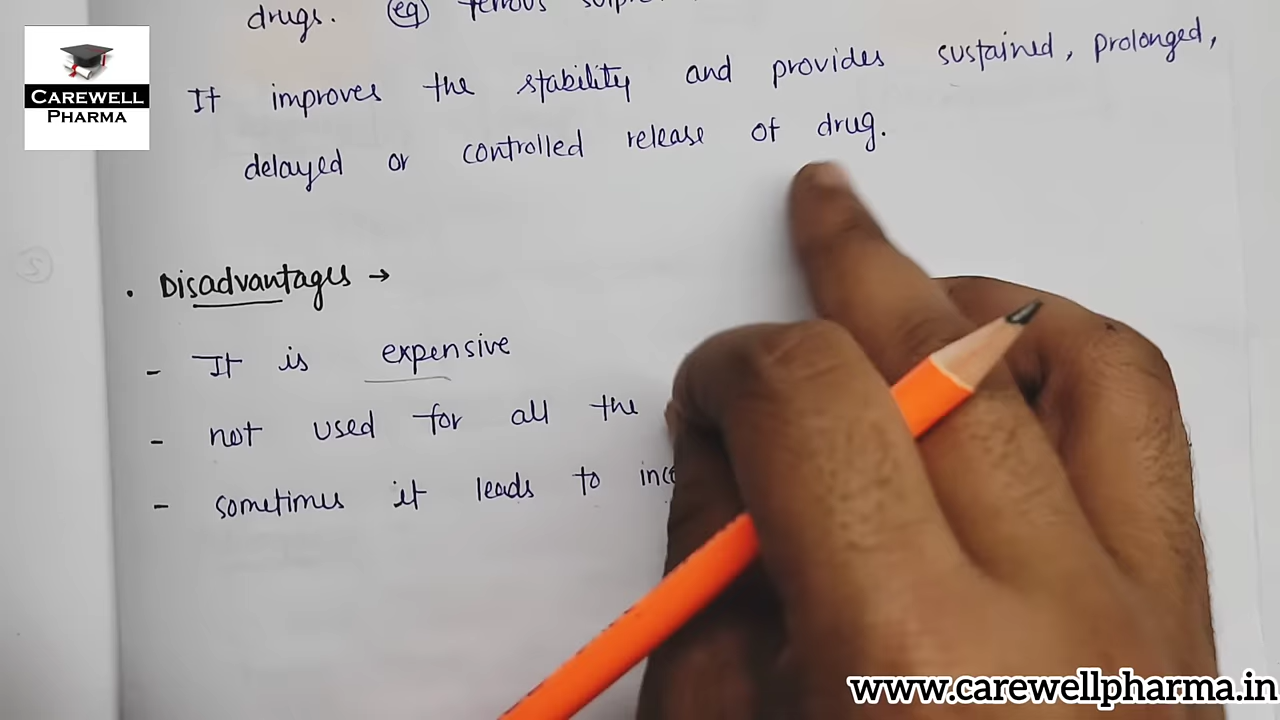 CAREWELL
PHARMA
drugs. (eg) ferrous
It improves the stability and provides sustained, prolonged,
delayed or controlled release of drug.
. Disadvantages →
- It is expensive
- not used for all the
- sometimes it leads to
www.carewellpharma.in